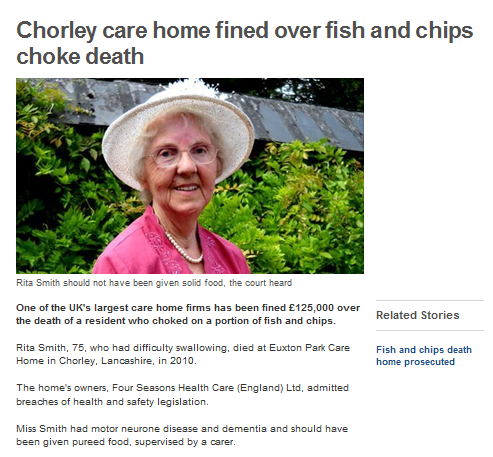 Chorley care home fined over fish and chips
choke death
Rita Smith should not have been given solid food, the court heard
One of the UK's largest care home firms has been fined £125,000 over
the death of a resident who choked on a portion of fish and chips.
Rita Smith, 75, who had difficulty swallowing, died at Euxton Park Care
Home in Chorley, Lancashire, in 2010.
The home's owners, Four Seasons Health Care (England) Ltd, admitted
breaches of health and safety legislation.
Miss Smith had motor neurone disease and dementia and should have
been given pureed food, supervised by a carer.
Related Stories
Fish and chips death
home prosecuted